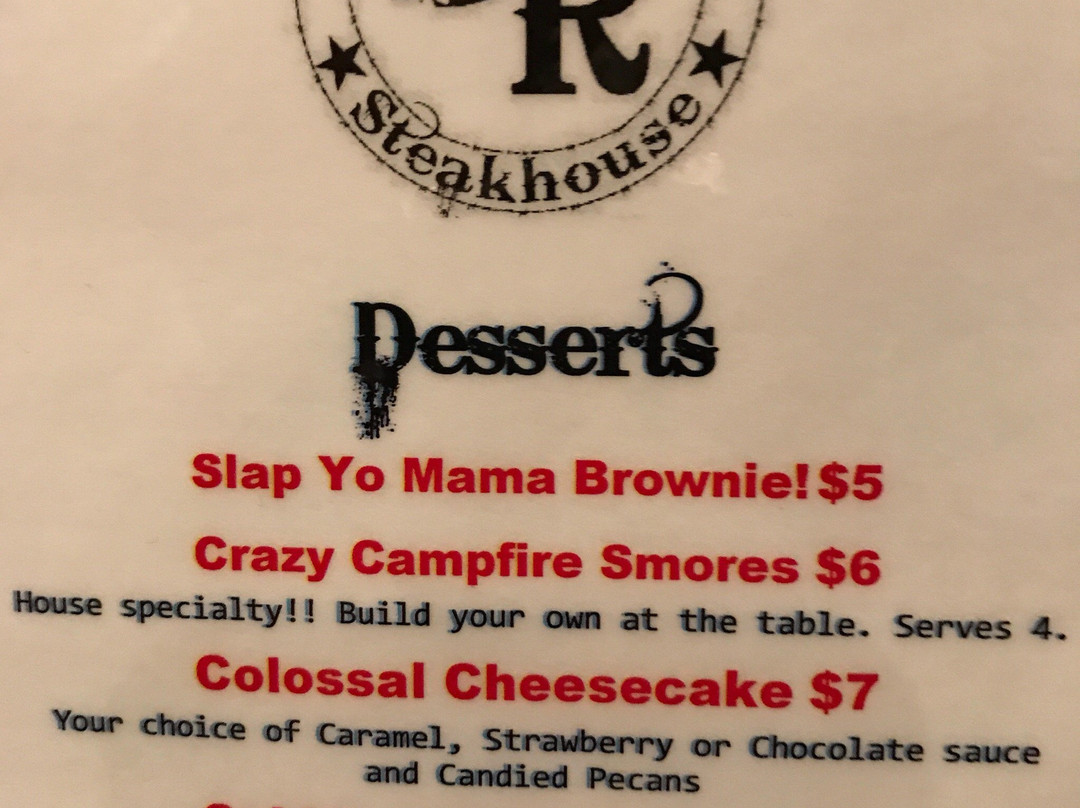 R
Steakhouse
Desserts
Slap Yo Mama Brownie! $5
Crazy Campfire Smores $6
House specialty!! Build your own at the table. Serves 4.
Colossal Cheesecake $7
Your choice of Caramel, Strawberry or Chocolate sauce
and Candied Pecans